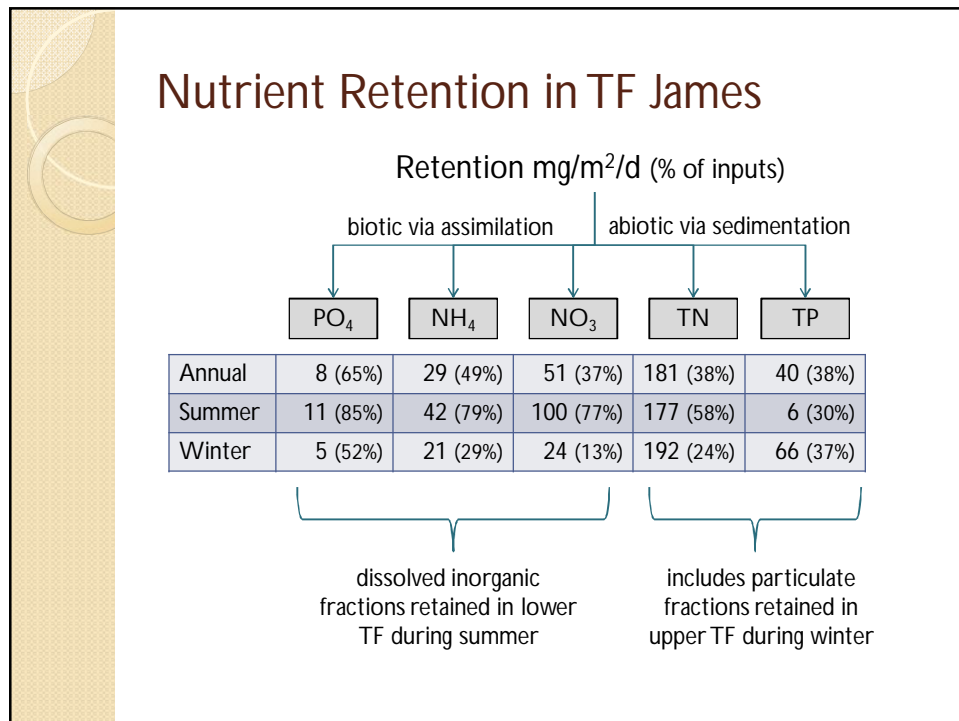 Nutrient Retention in TF James
Retention mg/m²/d (% of inputs)
biotic via assimilation abiotic via sedimentation
PO₄ NH₄ NO₃ TN TP
Annual 8 (65%) 29 (49%) 51 (37%) 181 (38%) 40 (38%)
Summer 11 (85%) 42 (79%) 100 (77%) 177 (58%) 6 (30%)
Winter 5 (52%) 21 (29%) 24 (13%) 192 (24%) 66 (37%)
dissolved inorganic
fractions retained in lower
TF during summer
includes particulate
fractions retained in
upper TF during winter